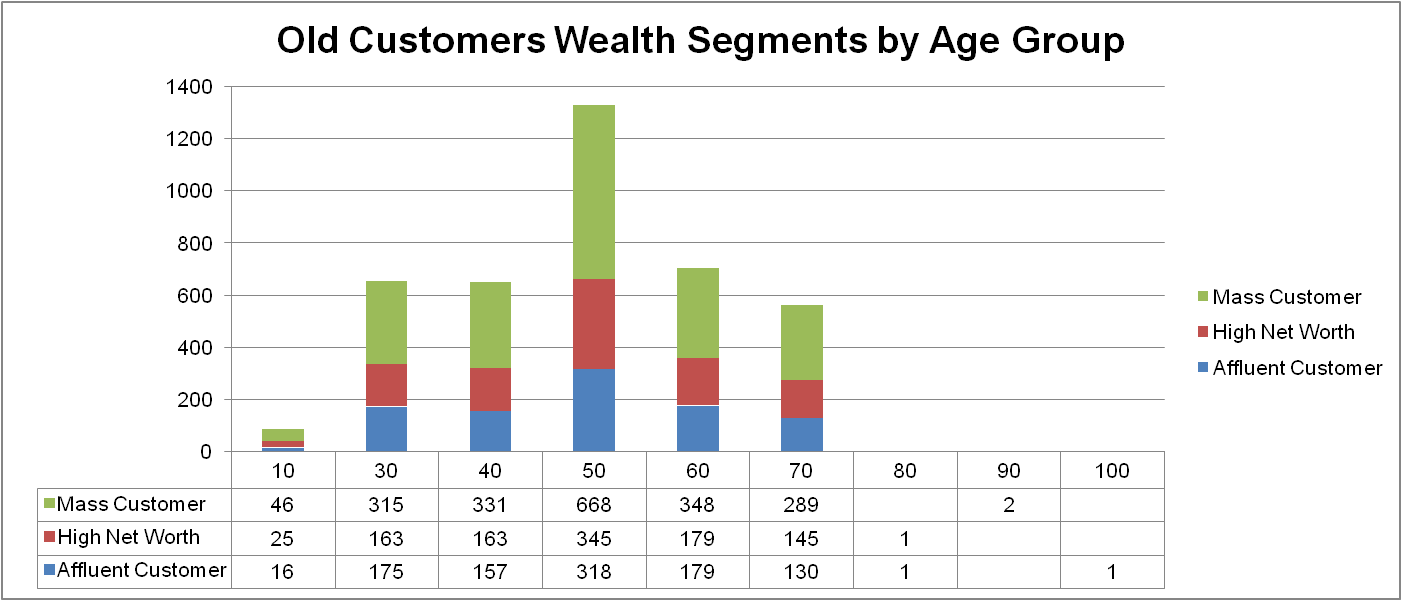 Old Customers Wealth Segments by Age Group
1400
1200
1000
800
600
400
200
0
Mass Customer
High Net Worth
Affluent Customer
10 30 40 50 60 70 80 90 100
Mass Customer 46 315 331 668 348 289 2
High Net Worth 25 163 163 345 179 145 1
Affluent Customer 16 175 157 318 179 130 1 1